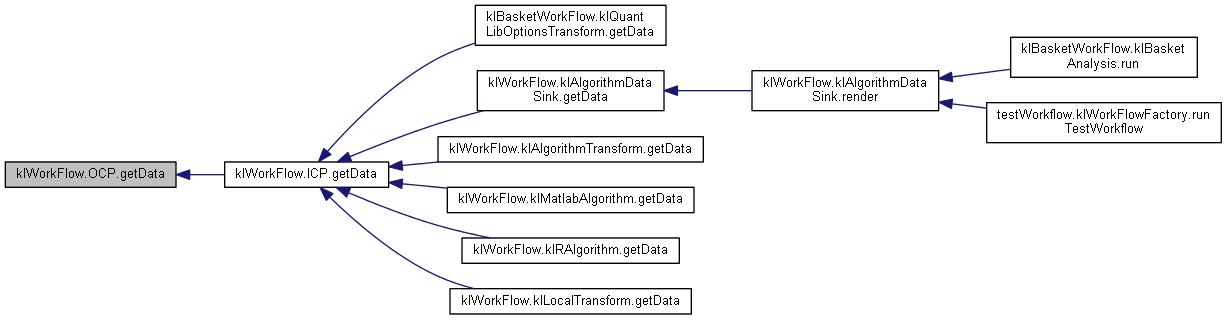 klBasketWorkFlow.klQuant
LibOptionsTransform.getData
klBasketWorkFlow.klBasket
Analysis.run
klWorkFlow.klAlgorithmData
Sink.getData
klWorkFlow.klAlgorithmData
Sink.render
testWorkflow.klWorkFlowFactory.run
TestWorkflow
klWorkFlow.klAlgorithmTransform.getData
klWorkFlow.OCP.getData
klWorkFlow.ICP.getData
klWorkFlow.klMatlabAlgorithm.getData
klWorkFlow.klRAlgorithm.getData
klWorkFlow.klLocalTransform.getData